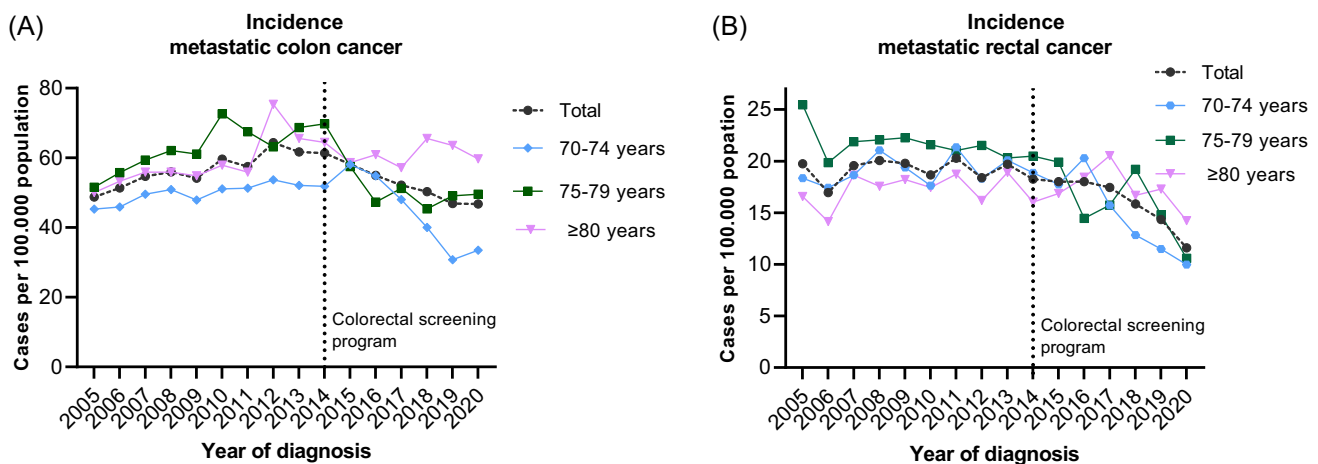 (A)
Incidence
metastatic colon cancer
Cases per 100.000 population
80
60
40
20
0
Total
70-74 years
75-79 years
≥80 years
Colorectal screening
program
2005 2006 2007 2008 2009 2010 2011 2012 2013 2014 2015 2016 2017 2018 2019 2020
Year of diagnosis
(B)
Incidence
metastatic rectal cancer
Cases per 100.000 population
25
20
15
10
5
0
Total
70-74 years
75-79 years
≥80 years
Colorectal screening
program
2005 2006 2007 2008 2009 2010 2011 2012 2013 2014 2015 2016 2017 2018 2019 2020
Year of diagnosis